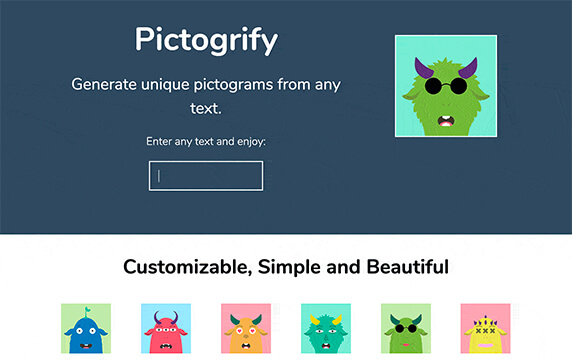 Pictogrify
Generate unique pictograms from any
text.
Enter any text and enjoy:
Customizable, Simple and Beautiful